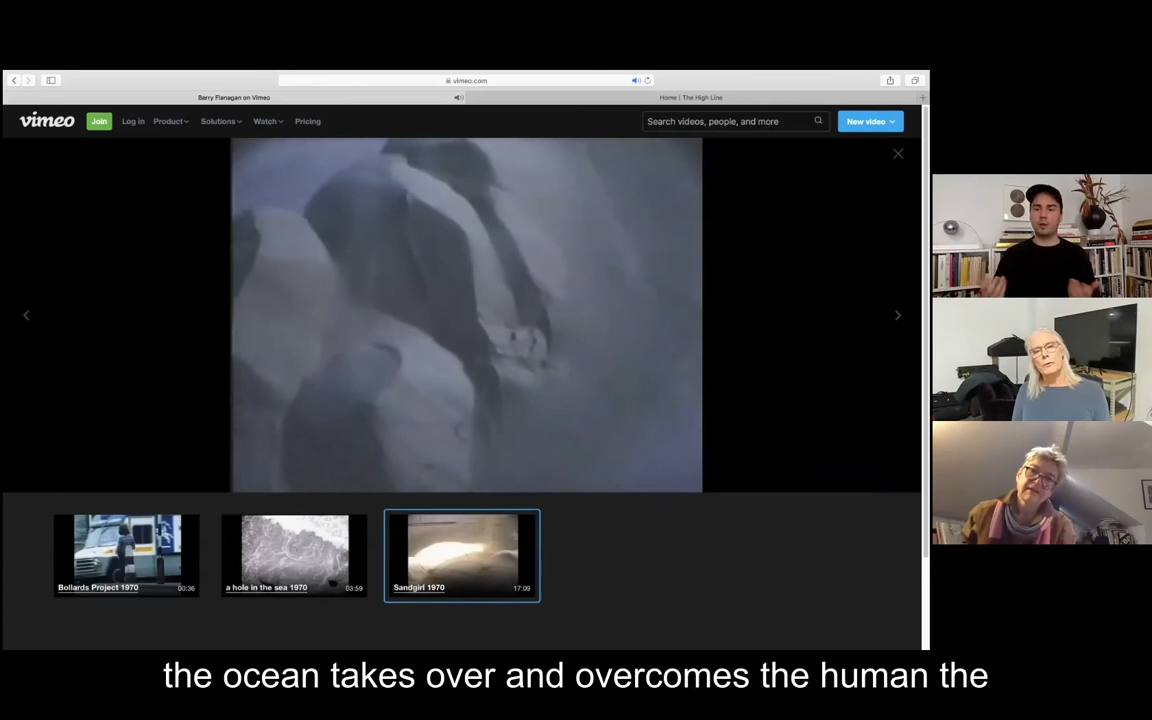 vimeo.com
Barry Flanagan on Vimeo
Home | The High Line
vimeo
Join
Log in
Product
Solutions
Watch
Pricing
Search videos, people, and more
New video
Bollards Project 1970
00:36
a hole in the sea 1970
03:59
Sandgirl 1970
17:09
the ocean takes over and overcomes the human the